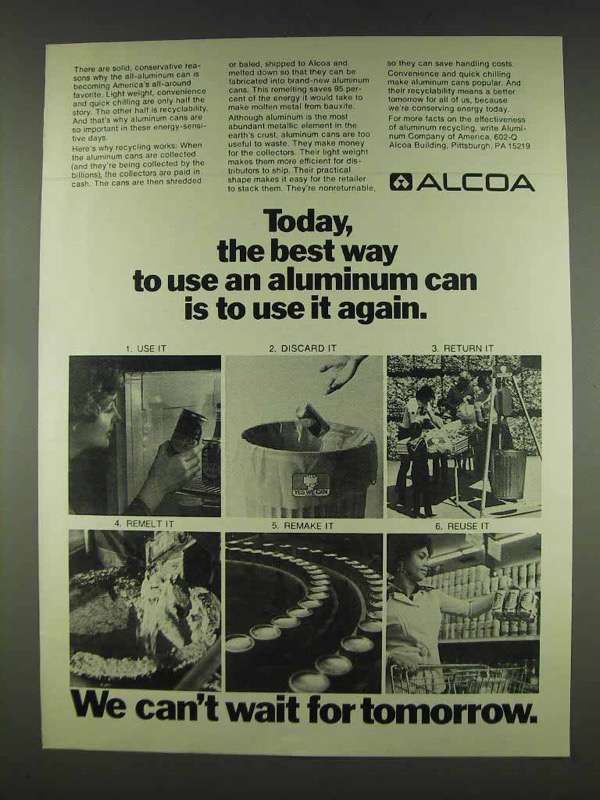 There are solid, conservative rea-
sons why the all-aluminum can is
becoming America's all-around
favorite. Light weight, convenience
and quick chilling are only half the
story. The other half is recyclability.
And that's why aluminum cans are
so important in these energy-sensi-
tive days.
Here's why recycling works: When
the aluminum cans are collected
(and they're being collected by the
billions), the collectors are paid in
cash. The cans are then shredded
or baled, shipped to Alcoa and
melted down so that they can be
fabricated into brand-new aluminum
cans. This remelting saves 95 per-
cent of the energy it would take to
make molten metal from bauxite.
Although aluminum is the most
abundant metallic element in the
earth's crust, aluminum cans are too
useful to waste. They make money
for the collectors. Their light weight
makes them more efficient for dis-
tributors to ship. Their practical
shape makes it easy for the retailer
to stack them. They're nonreturnable,
so they can save handling costs.
Convenience and quick chilling
make aluminum cans popular. And
their recyclability means a better
tomorrow for all of us, because
we're conserving energy today.
For more facts on the effectiveness
of aluminum recycling, write Alumi-
num Company of America, 602-Q
Alcoa Building, Pittsburgh, PA 15219
ALCOA
Today,
the best way
to use an aluminum can
is to use it again.
1. USE IT
2. DISCARD IT
3. RETURN IT
YES WE CAN
4. REMELT IT
5. REMAKE IT
6. REUSE IT
We can't wait for tomorrow.